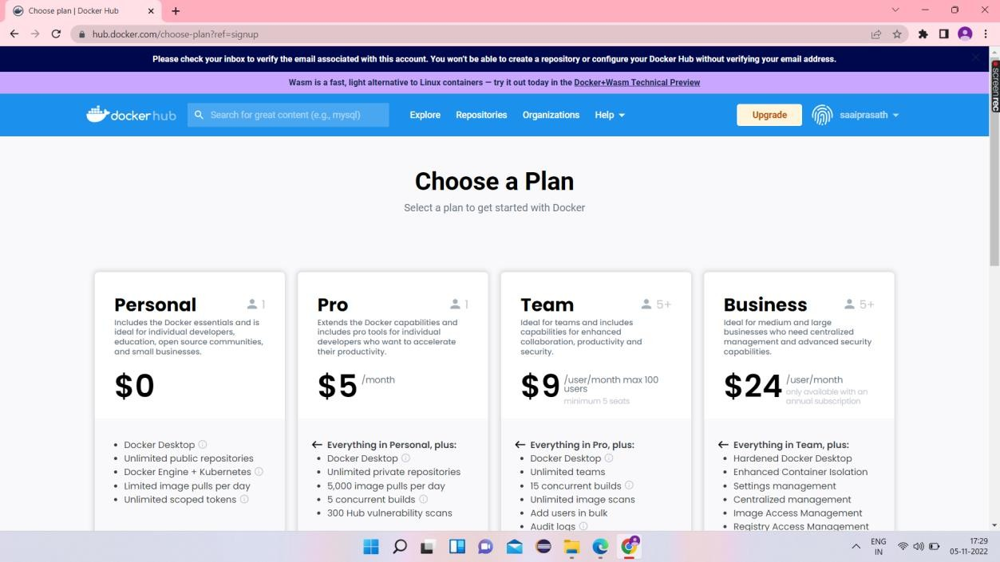 Choose plan | Docker Hub
hub.docker.com/choose-plan?ref=signup
Please check your inbox to verify the email associated with this account. You won't be able to create a repository or configure your Docker Hub without verifying your email address.
Wasm is a fast, light alternative to Linux containers — try it out today in the Docker+Wasm Technical Preview
screenrec
docker hub
Search for great content (e.g., mysql)
Explore
Repositories
Organizations
Help
Upgrade
saaiprasath
Choose a Plan
Select a plan to get started with Docker
Personal
1
Includes the Docker essentials and is
ideal for individual developers,
education, open source communities,
and small businesses.
$0
Docker Desktop
Unlimited public repositories
Docker Engine + Kubernetes
Limited image pulls per day
Unlimited scoped tokens
Pro
1
Extends the Docker capabilities and
includes pro tools for individual
developers who want to accelerate
their productivity.
$5 /month
Everything in Personal, plus:
Docker Desktop
Unlimited private repositories
5,000 image pulls per day
5 concurrent builds
300 Hub vulnerability scans
Team
5+
Ideal for teams and includes
capabilities for enhanced
collaboration, productivity and
security.
$9 /user/month max 100
users
minimum 5 seats
Everything in Pro, plus:
Docker Desktop
Unlimited teams
15 concurrent builds
Unlimited image scans
Add users in bulk
Audit logs
Business
5+
Ideal for medium and large
businesses who need centralized
management and advanced security
capabilities.
$24 /user/month
only available with an
annual subscription
Everything in Team, plus:
Hardened Docker Desktop
Enhanced Container Isolation
Settings management
Centralized management
Image Access Management
Registry Access Management
ENG
IN
17:29
05-11-2022